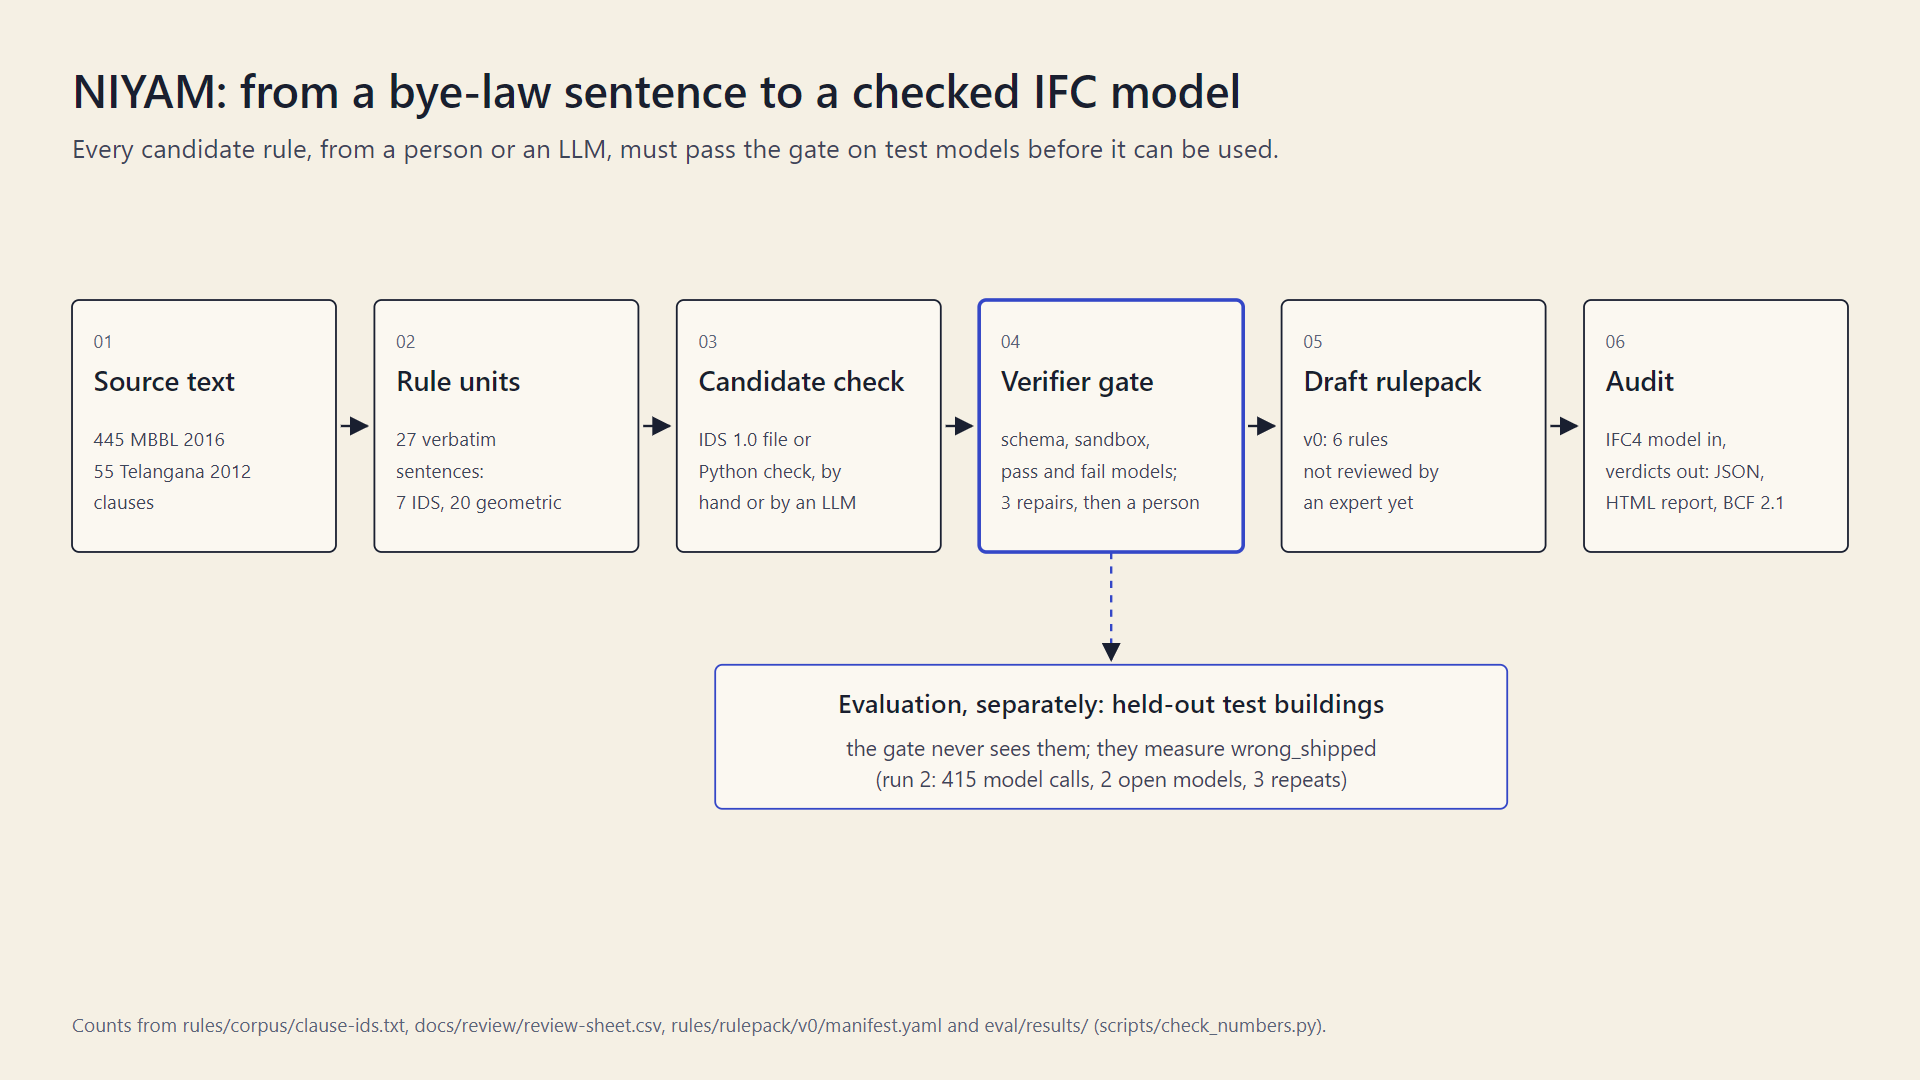 NIYAM: from a bye-law sentence to a checked IFC model
Every candidate rule, from a person or an LLM, must pass the gate on test models before it can be used.
01
Source text
445 MBBL 2016
55 Telangana 2012
clauses
02
Rule units
27 verbatim
sentences:
7 IDS, 20 geometric
03
Candidate check
IDS 1.0 file or
Python check, by
hand or by an LLM
04
Verifier gate
schema, sandbox,
pass and fail models;
3 repairs, then a person
05
Draft rulepack
v0: 6 rules
not reviewed by
an expert yet
06
Audit
IFC4 model in,
verdicts out: JSON,
HTML report, BCF 2.1
Evaluation, separately: held-out test buildings
the gate never sees them; they measure wrong_shipped
(run 2: 415 model calls, 2 open models, 3 repeats)
Counts from rules/corpus/clause-ids.txt, docs/review/review-sheet.csv, rules/rulepack/v0/manifest.yaml and eval/results/ (scripts/check_numbers.py).